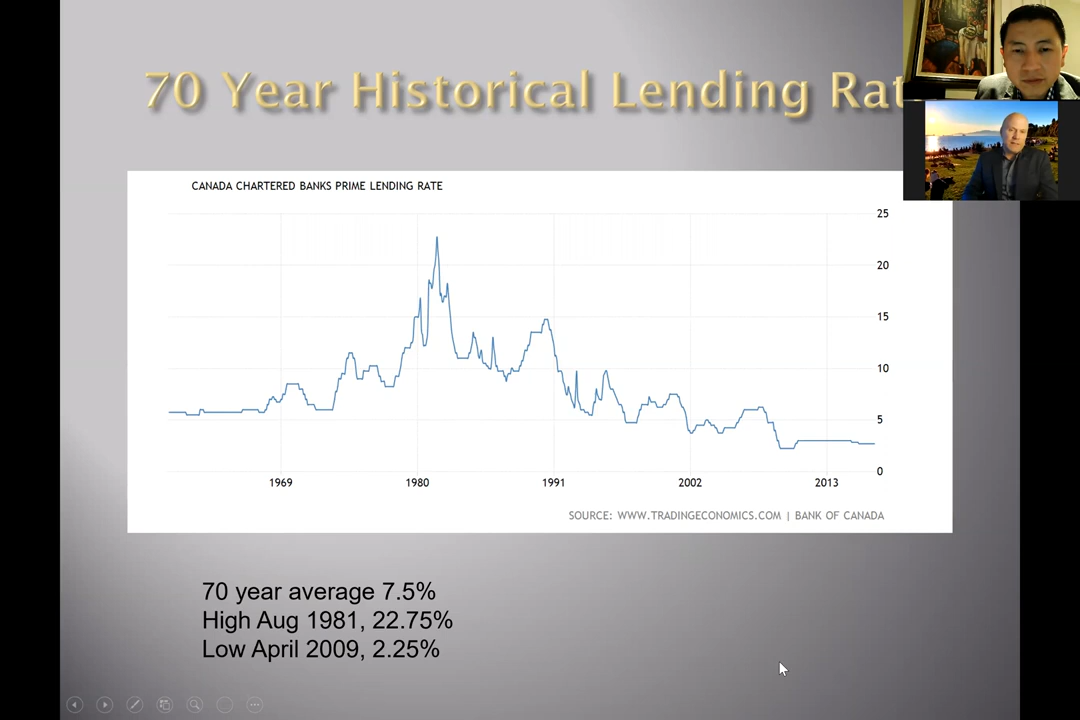 70 Year Historical Lending Rat
CANADA CHARTERED BANKS PRIME LENDING RATE
25
20
15
10
5
0
1969 1980 1991 2002 2013
SOURCE: WWW.TRADINGECONOMICS.COM | BANK OF CANADA
70 year average 7.5%
High Aug 1981, 22.75%
Low April 2009, 2.25%